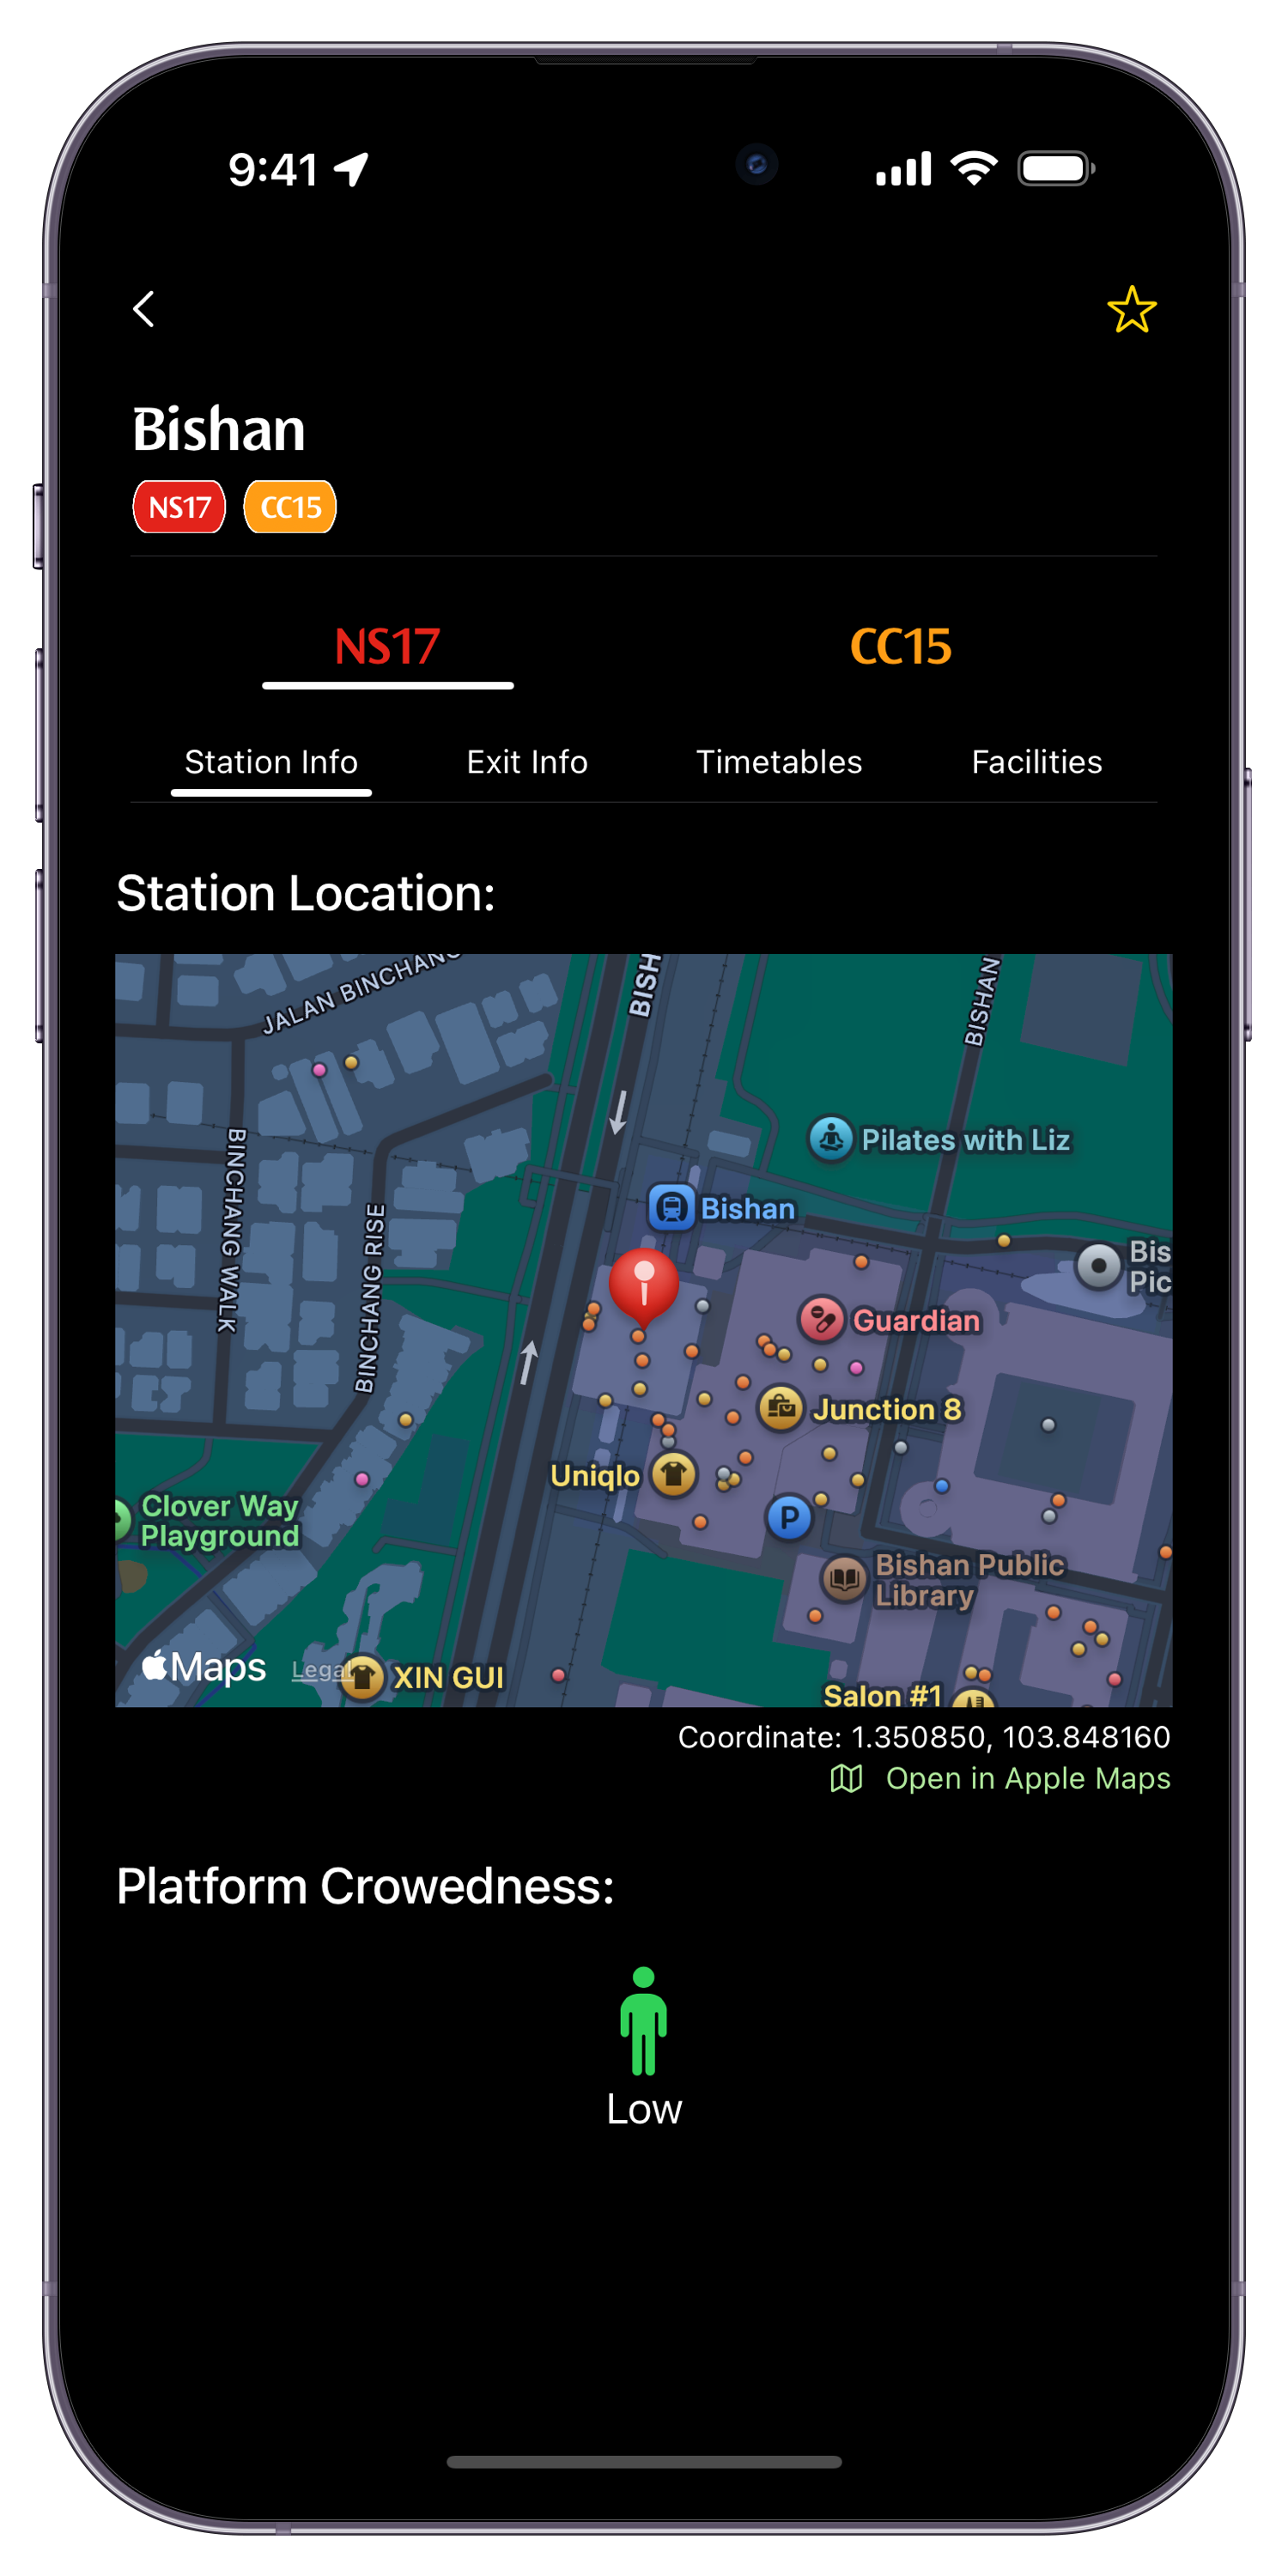 9:41
Bishan
NS17 CC15
NS17 CC15
Station Info Exit Info Timetables Facilities
Station Location:
JALAN BINCHANG
BISH
BISHAN
Pilates with Liz
BINCHANG WALK
Bishan
BINCHANG RISE
Bis
Pic
Guardian
Junction 8
Uniqlo
Clover Way
Playground
P
Bishan Public
Library
Maps Legal
XIN GUI
Salon #1
Coordinate: 1.350850, 103.848160
Open in Apple Maps
Platform Crowedness:
Low